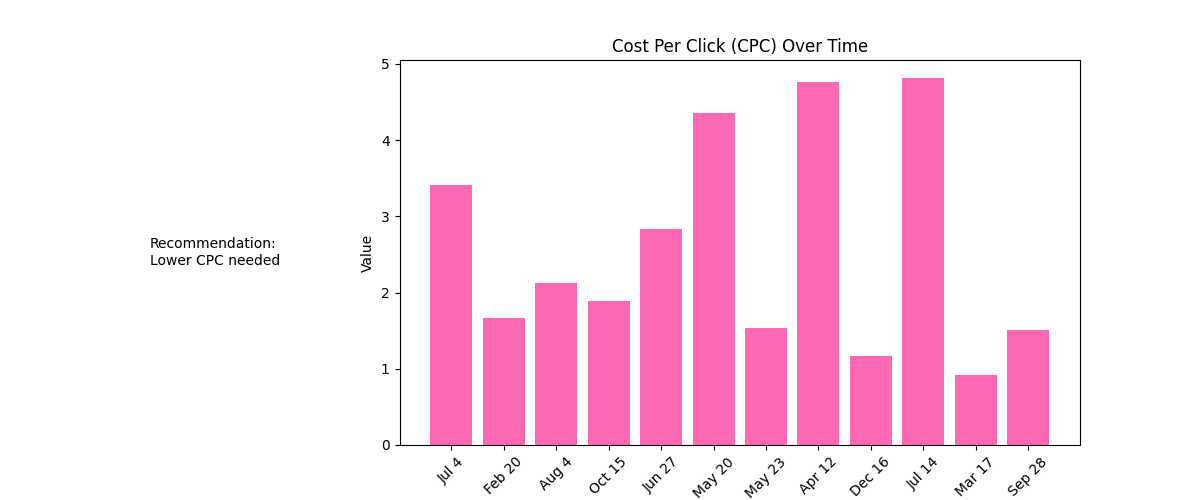 Cost Per Click (CPC) Over Time
Recommendation:
Lower CPC needed
Value
5
4
3
2
1
0
Jul 4
Feb 20
Aug 4
Oct 15
Jun 27
May 20
May 23
Apr 12
Dec 16
Jul 14
Mar 17
Sep 28